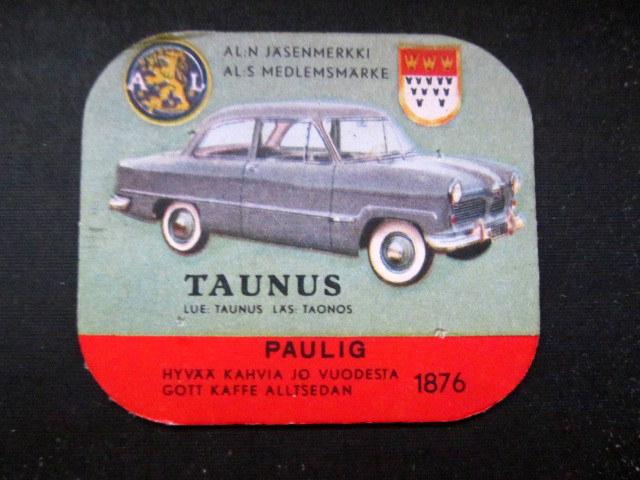 AL:N JÄSENMERKKI
AL:S MEDLEMSMÄRKE
A L
TAUNUS
LUE: TAUNUS LÄS: TAONOS
PAULIG
HYVÄÄ KAHVIA JO VUODESTA
GOTT KAFFE ALLTSEDAN
1876